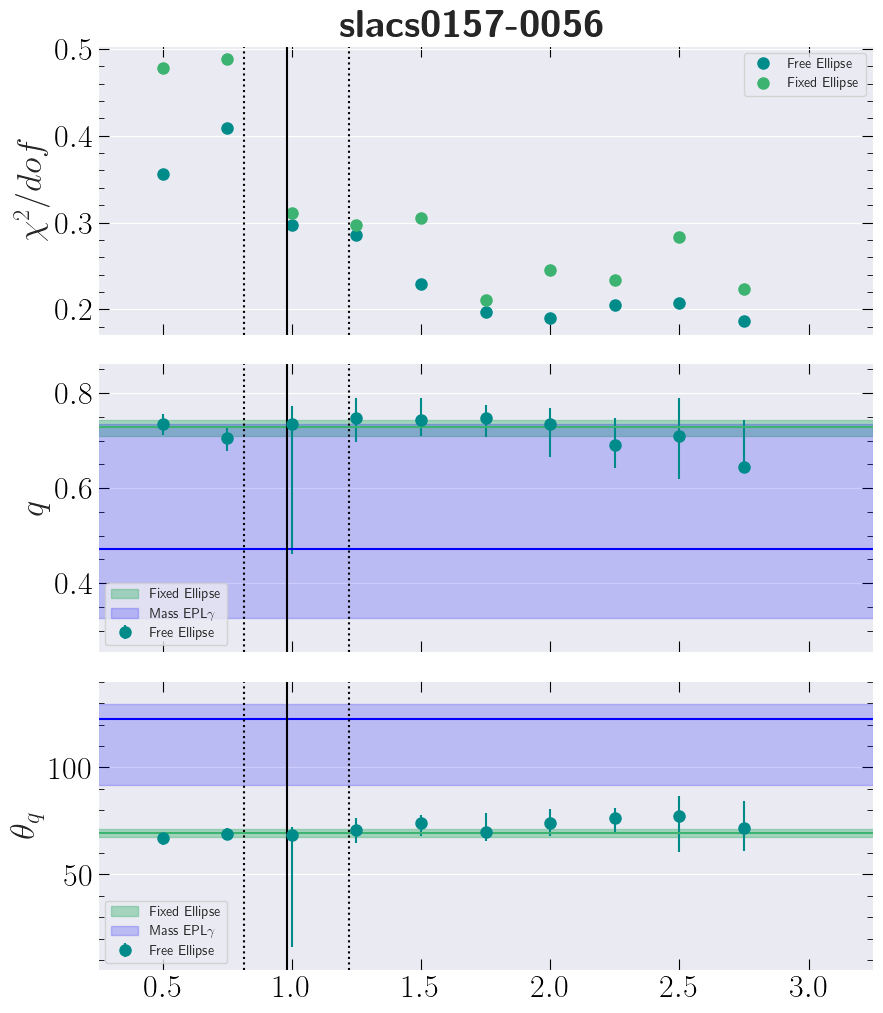 slacs0157-0056
0.5
0.4
0.3
0.2
χ²/dof
Free Ellipse
Fixed Ellipse
0.8
0.6
0.4
q
Fixed Ellipse
Mass EPLγ
Free Ellipse
100
50
θq
Fixed Ellipse
Mass EPLγ
Free Ellipse
0.5 1.0 1.5 2.0 2.5 3.0